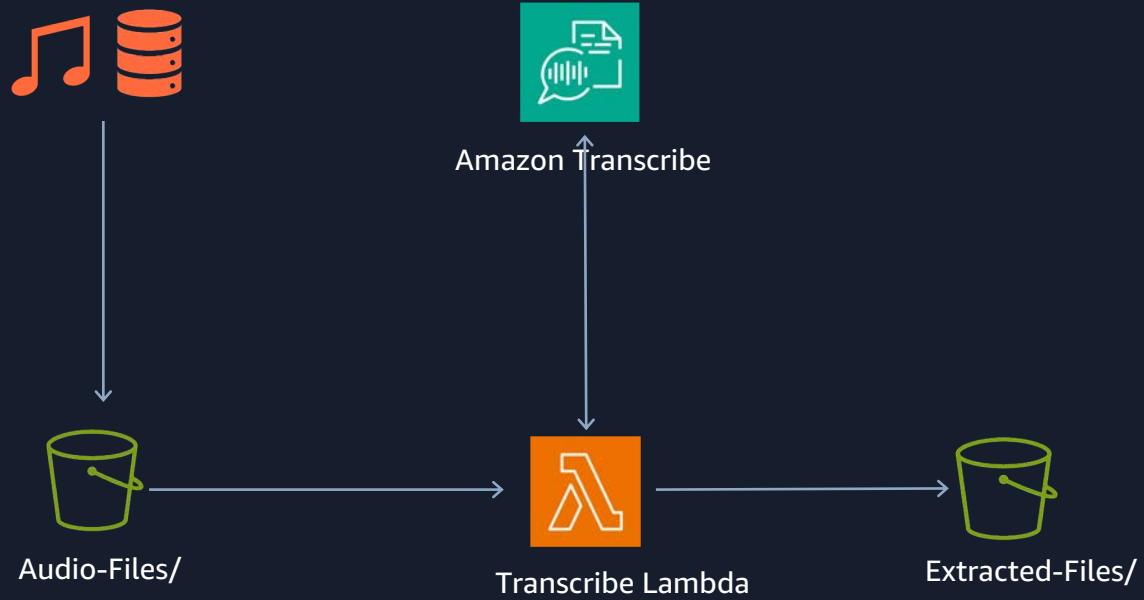 Amazon Transcribe
Audio-Files/
Transcribe Lambda
Extracted-Files/